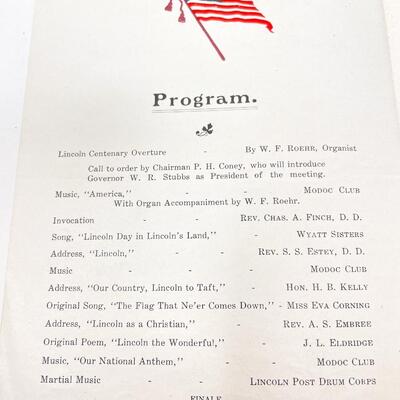 Program.
Lincoln Centenary Overture - By W. F. Roehr, Organist
Call to order by Chairman P. H. Coney, who will introduce
Governor W. R. Stubbs as President of the meeting.
Music, "America," - - - - Modoc Club
With Organ Accompaniment by W. F. Roehr.
Invocation - - - Rev. Chas. A. Finch, D. D.
Song, "Lincoln Day in Lincoln's Land," - Wyatt Sisters
Address, "Lincoln," - - Rev. S. S. Estey, D. D.
Music - - - - Modoc Club
Address, "Our Country, Lincoln to Taft," - Hon. H. B. Kelly
Original Song, "The Flag That Ne'er Comes Down," - Miss Eva Corning
Address, "Lincoln as a Christian," - Rev. A. S. Embree
Original Poem, "Lincoln the Wonderful," - J. L. Eldridge
Music, "Our National Anthem," - - Modoc Club
Martial Music - - - Lincoln Post Drum Corps
FINALE